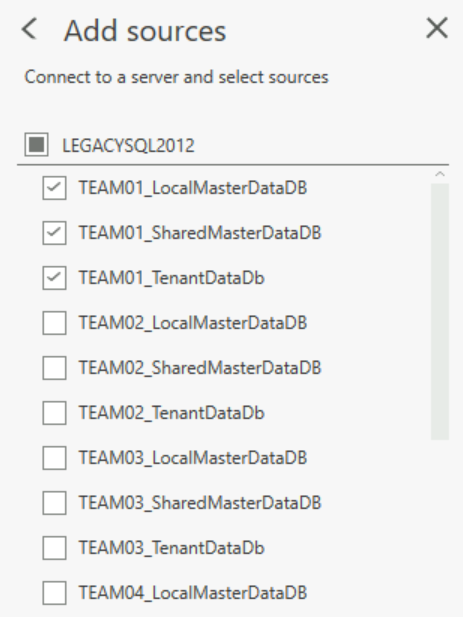 Add sources
Connect to a server and select sources
LEGACYSQL2012
TEAM01_LocalMasterDataDB
TEAM01_SharedMasterDataDB
TEAM01_TenantDataDb
TEAM02_LocalMasterDataDB
TEAM02_SharedMasterDataDB
TEAM02_TenantDataDb
TEAM03_LocalMasterDataDB
TEAM03_SharedMasterDataDB
TEAM03_TenantDataDb
TEAM04_LocalMasterDataDB